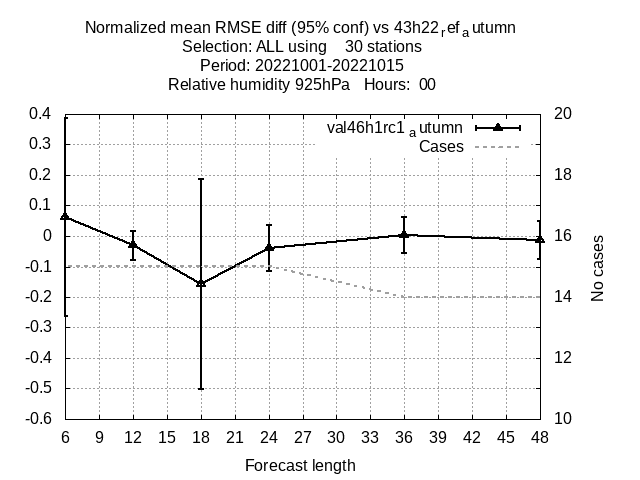 Normalized mean RMSE diff (95% conf) vs 43h22refautumn
Selection: ALL using 30 stations
Period: 20221001-20221015
Relative humidity 925hPa Hours: 00
val46h1rc1autumn
Cases
0.4
0.3
0.2
0.1
0
-0.1
-0.2
-0.3
-0.4
-0.5
-0.6
20
18
16
14
12
10
No cases
6 9 12 15 18 21 24 27 30 33 36 39 42 45 48
Forecast length